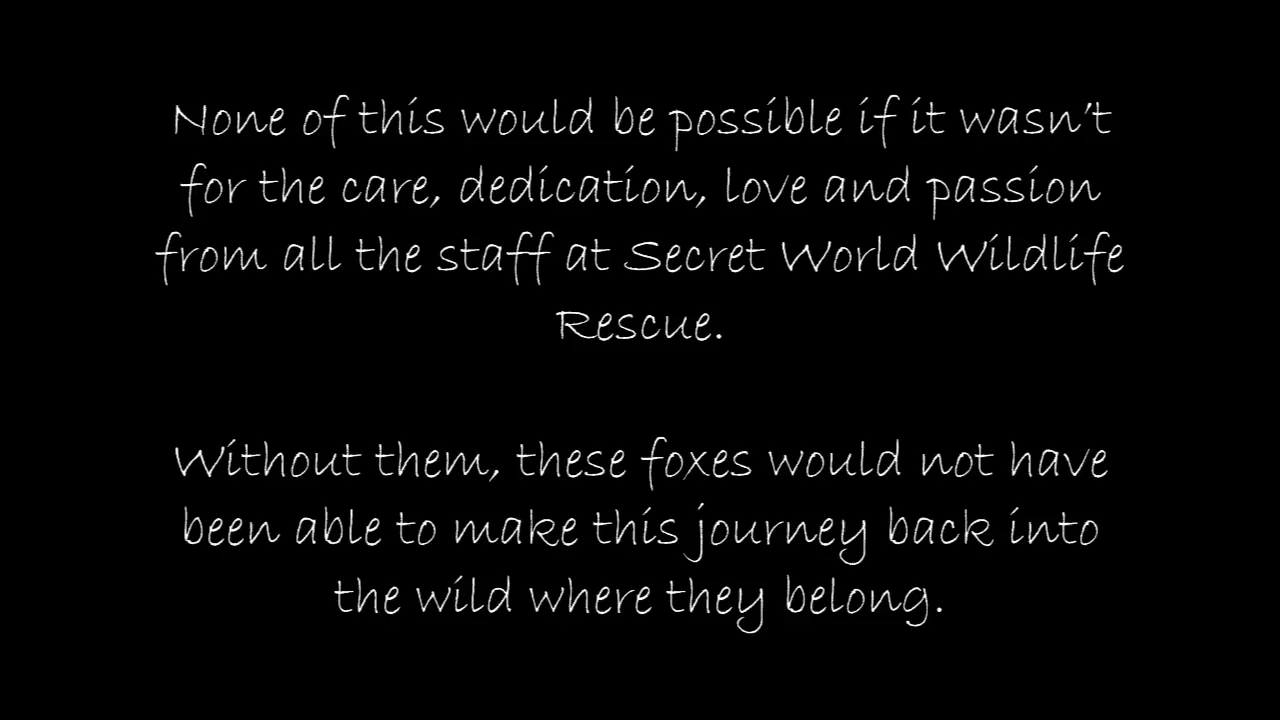 None of this would be possible if it wasn't
for the care, dedication, love and passion
from all the staff at Secret World Wildlife
Rescue.
Without them, these foxes would not have
been able to make this journey back into
the wild where they belong.